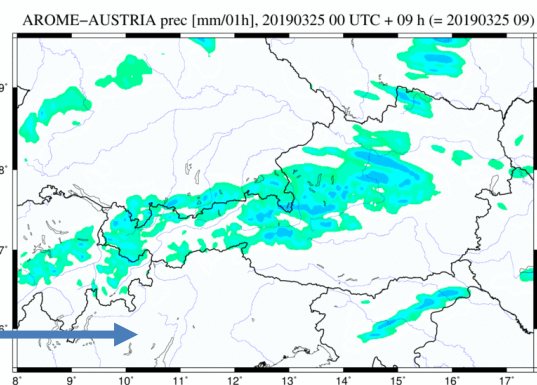 AROME−AUSTRIA prec [mm/01h], 20190325 00 UTC + 09 h (= 20190325 09)
9˚
8˚
7˚
6˚
8˚ 9˚ 10˚ 11˚ 12˚ 13˚ 14˚ 15˚ 16˚ 17˚